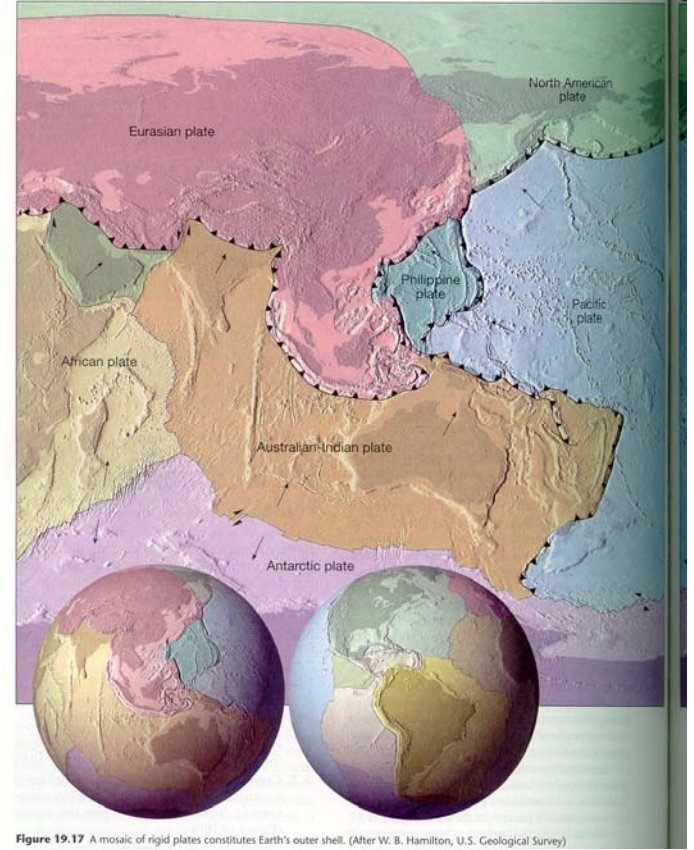 North American
plate
Eurasian plate
Philippine
plate
Pacific
plate
African plate
Australian-Indian plate
Antarctic plate
Figure 19.17 A mosaic of rigid plates constitutes Earth's outer shell. (After W. B. Hamilton, U.S. Geological Survey)